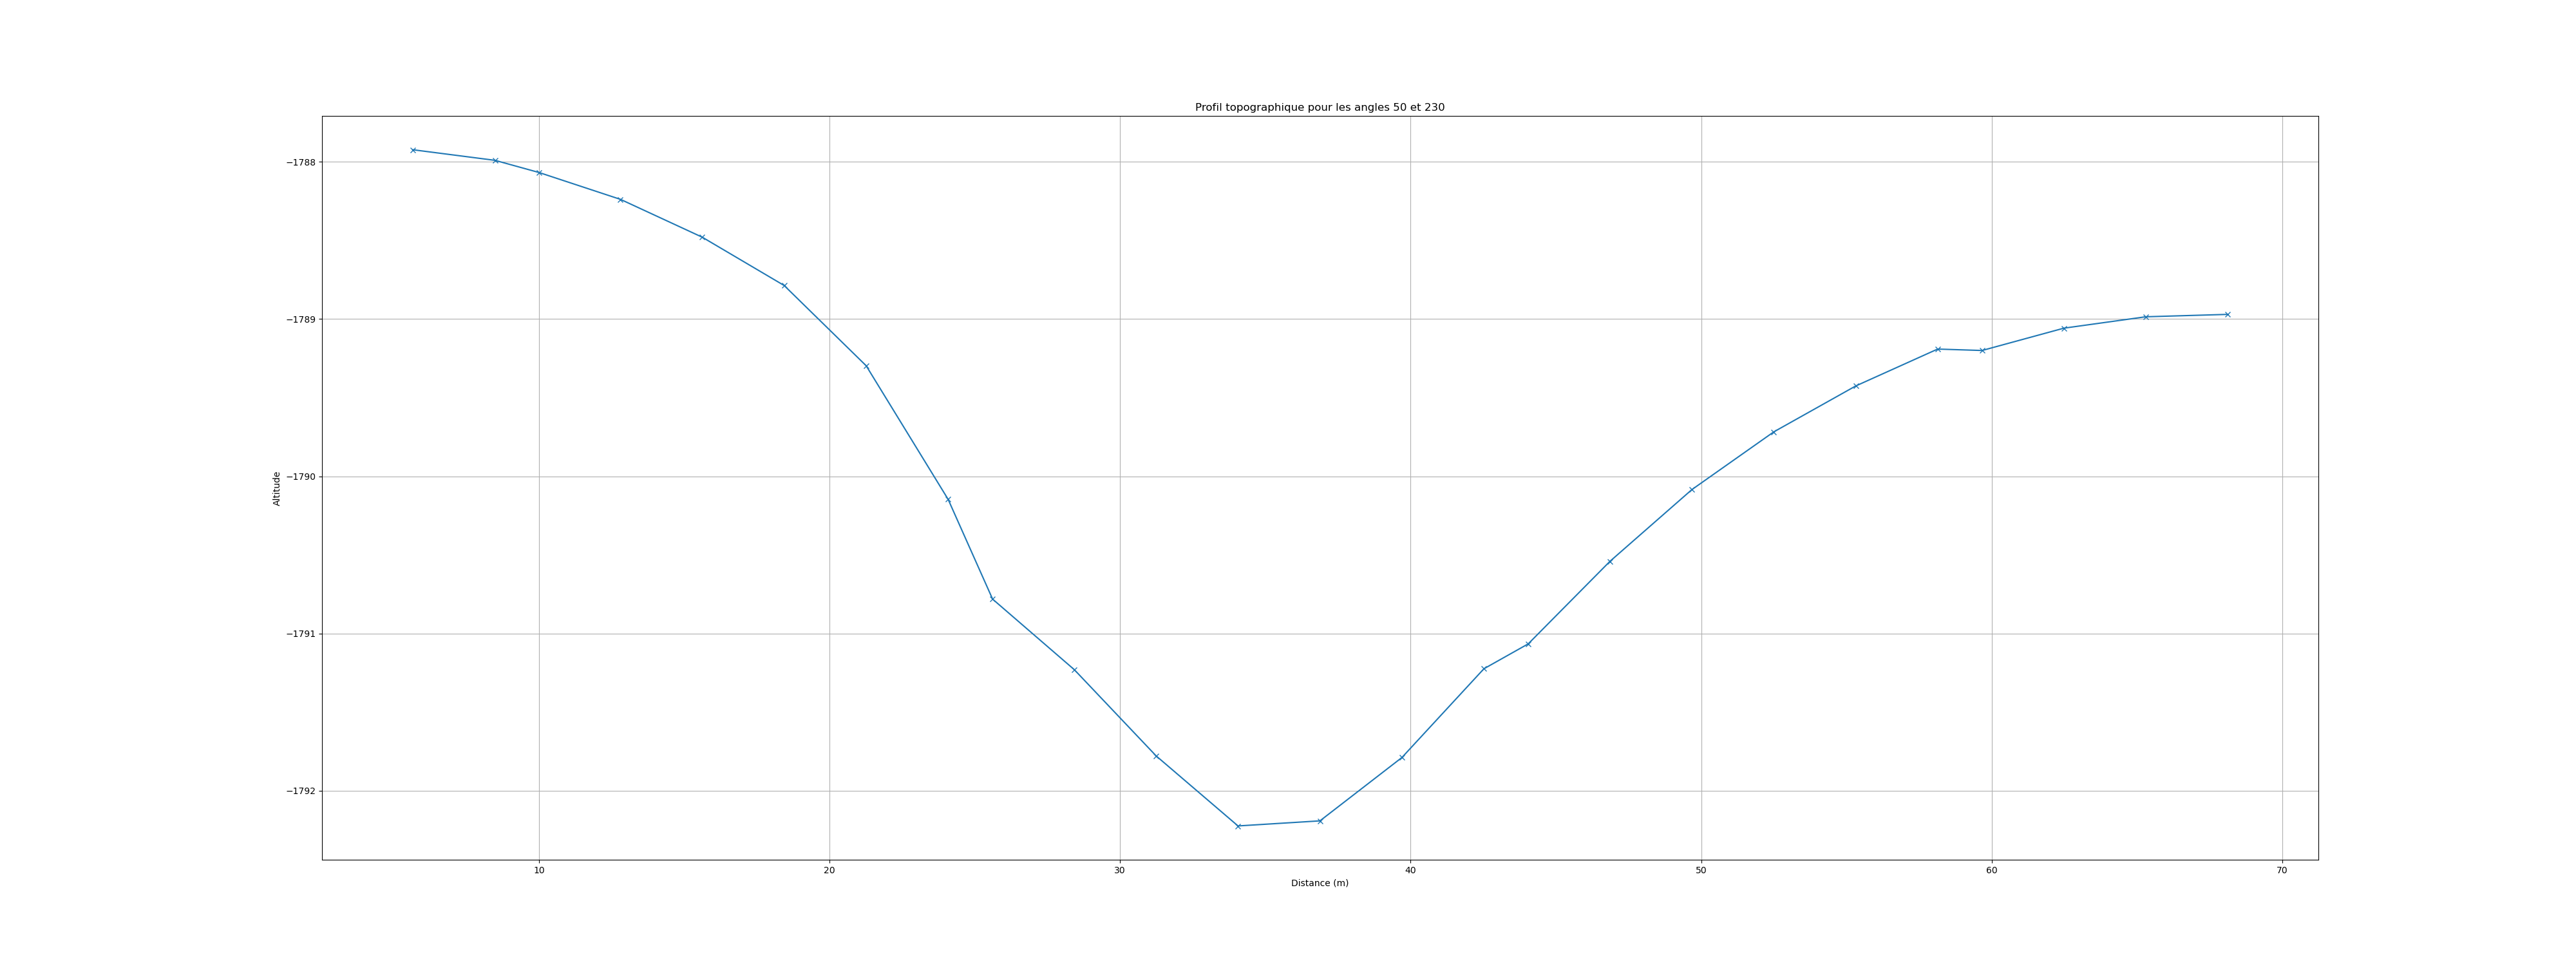 Profil topographique pour les angles 50 et 230
−1788
−1789
−1790
−1791
−1792
Altitude
10 20 30 40 50 60 70
Distance (m)